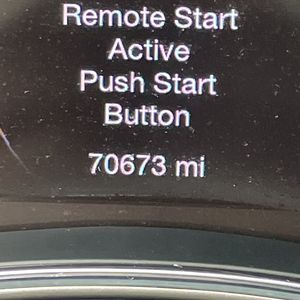 Remote Start
Active
Push Start
Button
70673 mi